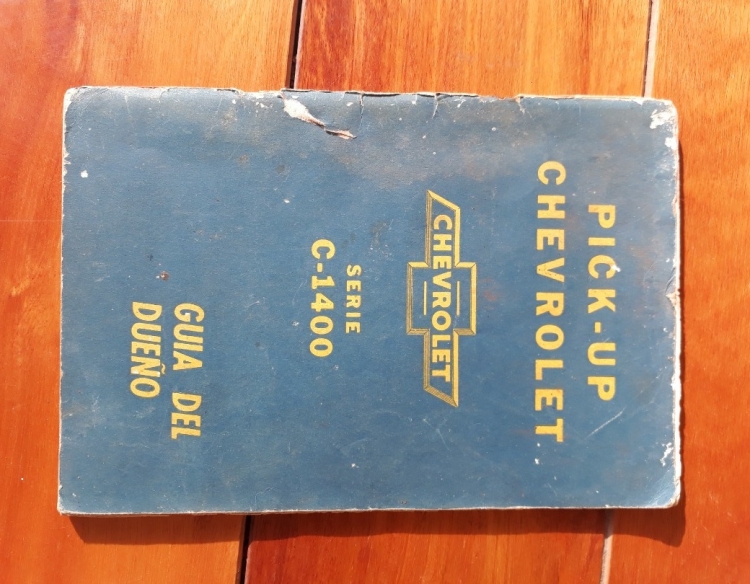 PICK-UP
CHEVROLET
CHEVROLET
SERIE
C-1400
GUIA DEL
DUEÑO